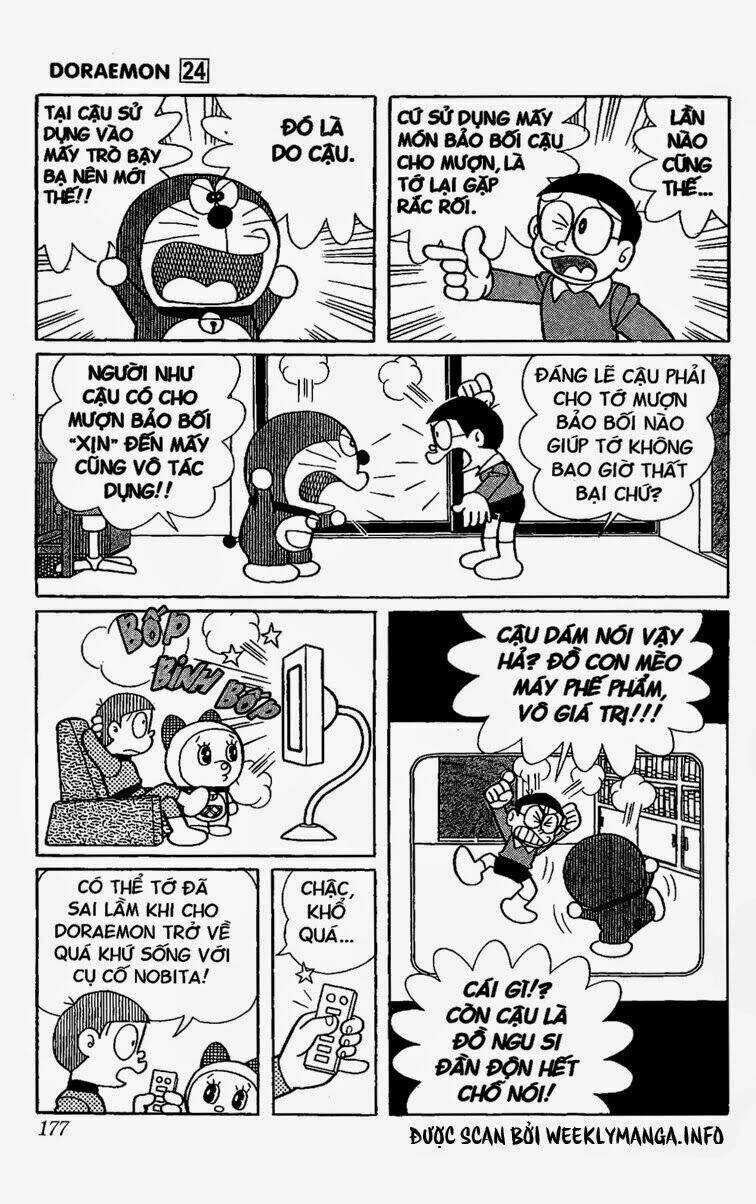 DORAEMON 24
LẦN
NÀO
CŨNG
THẾ...
CỨ SỬ DỤNG MẤY
MÓN BẢO BỐI CẬU
CHO MƯỢN, LÀ
TỚ LẠI GẶP
RẮC RỐI.
ĐÓ LÀ
DO CẬU.
TẠI CẬU SỬ
DỤNG VÀO
MẤY TRÒ BẬY
BẠ NÊN MỚI
THẾ!!
ĐÁNG LẼ CẬU PHẢI
CHO TỚ MƯỢN
BẢO BỐI NÀO
GIÚP TỚ KHÔNG
BAO GIỜ THẤT
BẠI CHỨ?
NGƯỜI NHƯ
CẬU CÓ CHO
MƯỢN BẢO BỐI
"XỊN" ĐẾN MẤY
CŨNG VÔ TÁC
DỤNG!!
CẬU DÁM NÓI VẬY
HẢ? ĐỒ CON MÈO
MÁY PHẾ PHẨM,
VÔ GIÁ TRỊ!!!
CÁI GÌ!?
CÒN CẬU LÀ
ĐỒ NGU SI
ĐẦN ĐỘN HẾT
CHỖ NÓI!
BỐP
BINH BỐP
CHẬC,
KHỔ
QUÁ...
CÓ THỂ TỚ ĐÃ
SAI LẦM KHI CHO
DORAEMON TRỞ VỀ
QUÁ KHỨ SỐNG VỚI
CỤ CỐ NOBITA!
177
ĐƯỢC SCAN BỞI WEEKLYMANGA.INFO